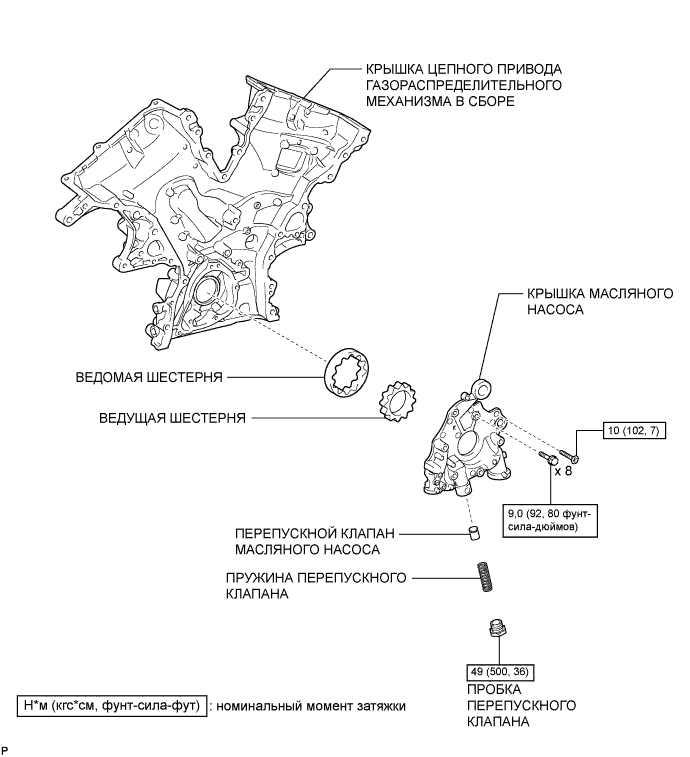 КРЫШКА ЦЕПНОГО ПРИВОДА
ГАЗОРАСПРЕДЕЛИТЕЛЬНОГО
МЕХАНИЗМА В СБОРЕ
КРЫШКА МАСЛЯНОГО
НАСОСА
ВЕДОМАЯ ШЕСТЕРНЯ
ВЕДУЩАЯ ШЕСТЕРНЯ
10 (102, 7)
x 8
9,0 (92, 80 фунт-
сила-дюймов)
ПЕРЕПУСКНОЙ КЛАПАН
МАСЛЯНОГО НАСОСА
ПРУЖИНА ПЕРЕПУСКНОГО
КЛАПАНА
49 (500, 36)
ПРОБКА
ПЕРЕПУСКНОГО
КЛАПАНА
Н*м (кгс*см, фунт-сила-фут) : номинальный момент затяжки
P